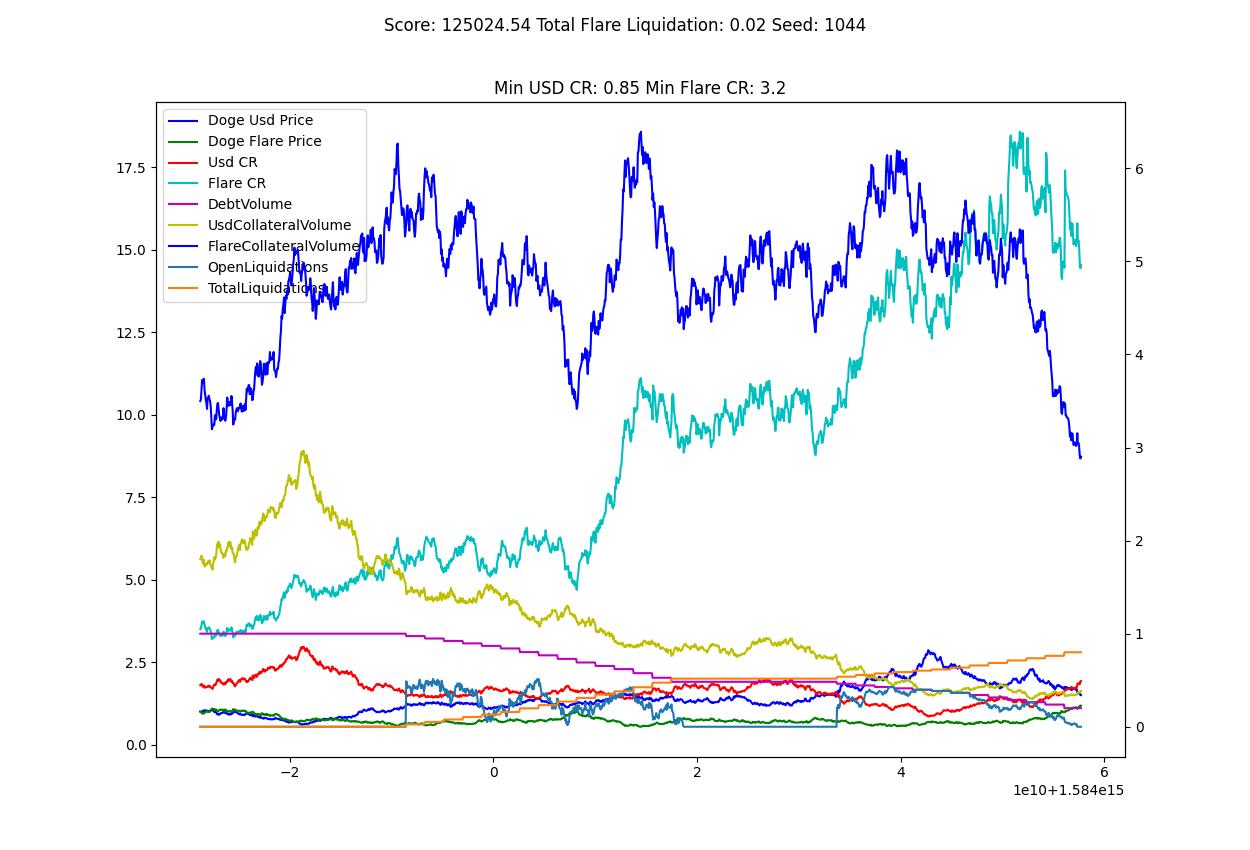 Score: 125024.54 Total Flare Liquidation: 0.02 Seed: 1044
Min USD CR: 0.85 Min Flare CR: 3.2
Doge Usd Price
Doge Flare Price
Usd CR
Flare CR
DebtVolume
UsdCollateralVolume
FlareCollateralVolume
OpenLiquidations
TotalLiquidations
17.5
15.0
12.5
10.0
7.5
5.0
2.5
0.0
6
5
4
3
2
1
0
−2
0
2
4
6
1e10+1.584e15